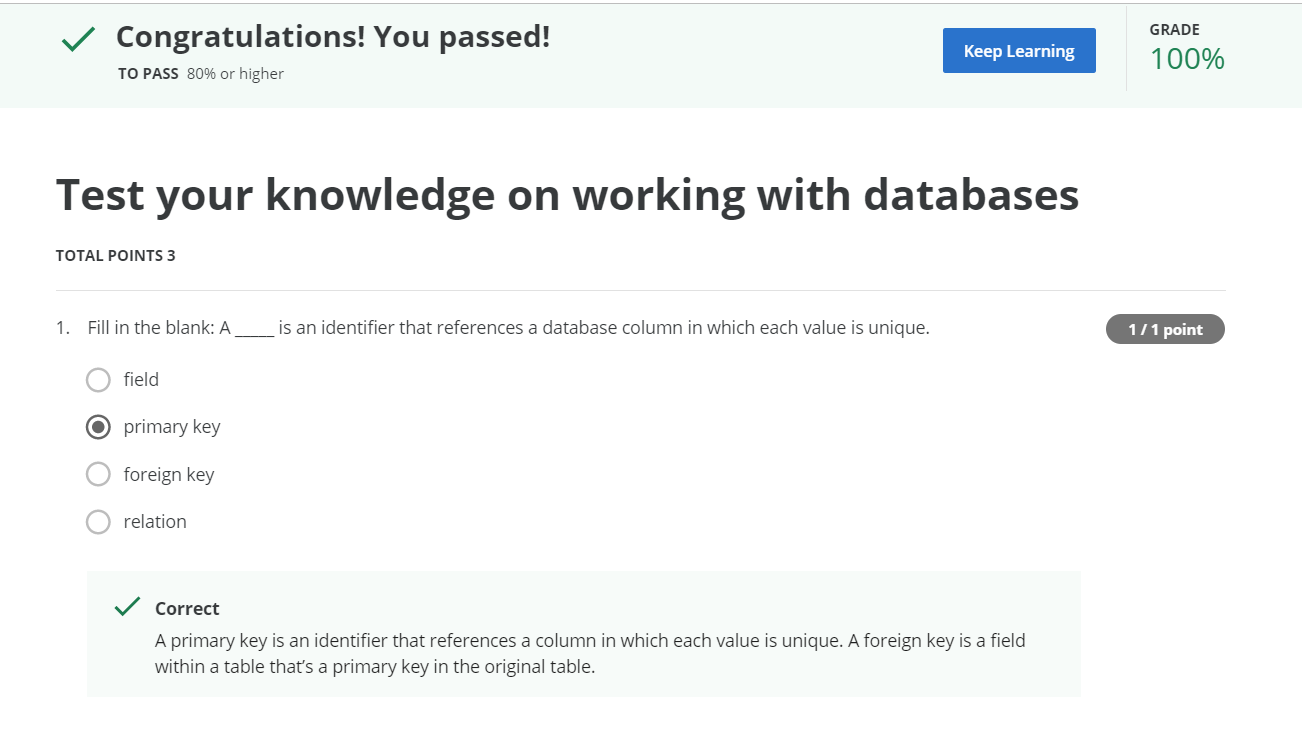 Congratulations! You passed!
TO PASS 80% or higher
Keep Learning
GRADE
100%
Test your knowledge on working with databases
TOTAL POINTS 3
1. Fill in the blank: A _____ is an identifier that references a database column in which each value is unique.
1 / 1 point
field
primary key
foreign key
relation
Correct
A primary key is an identifier that references a column in which each value is unique. A foreign key is a field
within a table that’s a primary key in the original table.